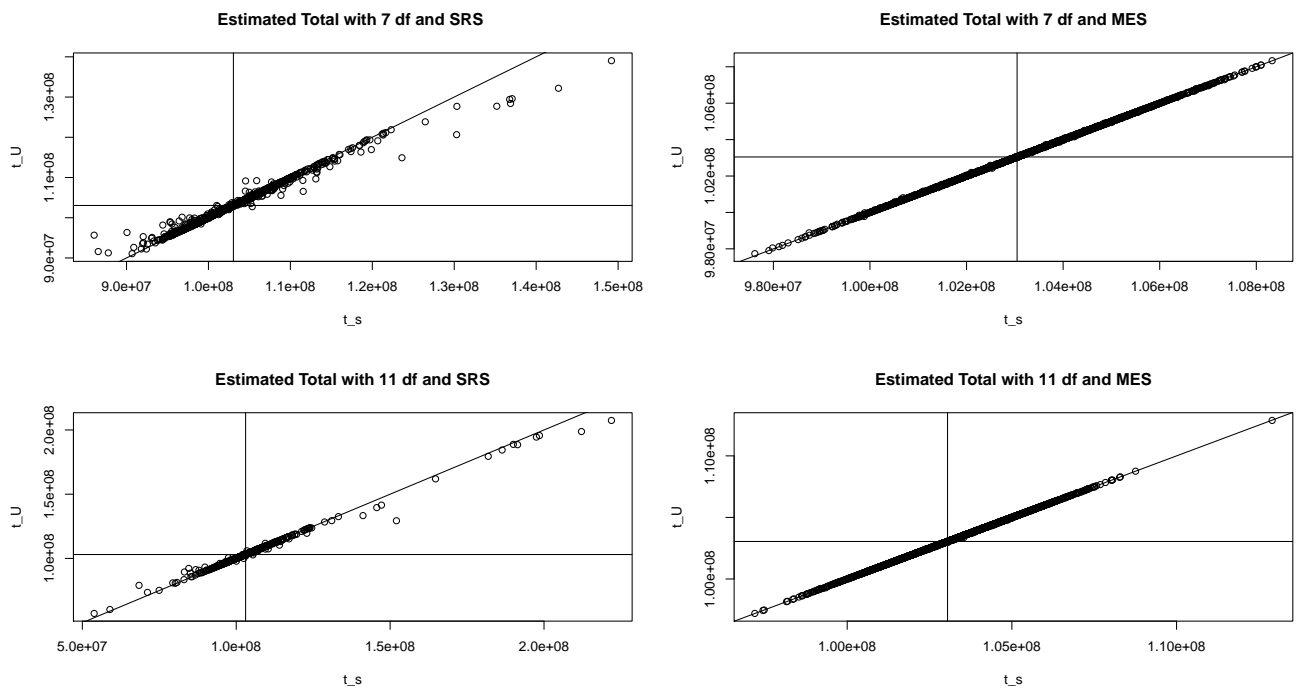 Estimated Total with 7 df and SRS
t_U
9.0e+07 1.1e+08 1.3e+08
9.0e+07 1.0e+08 1.1e+08 1.2e+08 1.3e+08 1.4e+08 1.5e+08
t_s
Estimated Total with 7 df and MES
t_U
9.80e+07 1.02e+08 1.06e+08
9.80e+07 1.00e+08 1.02e+08 1.04e+08 1.06e+08 1.08e+08
t_s
Estimated Total with 11 df and SRS
t_U
1.0e+08 1.5e+08 2.0e+08
5.0e+07 1.0e+08 1.5e+08 2.0e+08
t_s
Estimated Total with 11 df and MES
t_U
1.00e+08 1.10e+08
1.00e+08 1.05e+08 1.10e+08
t_s